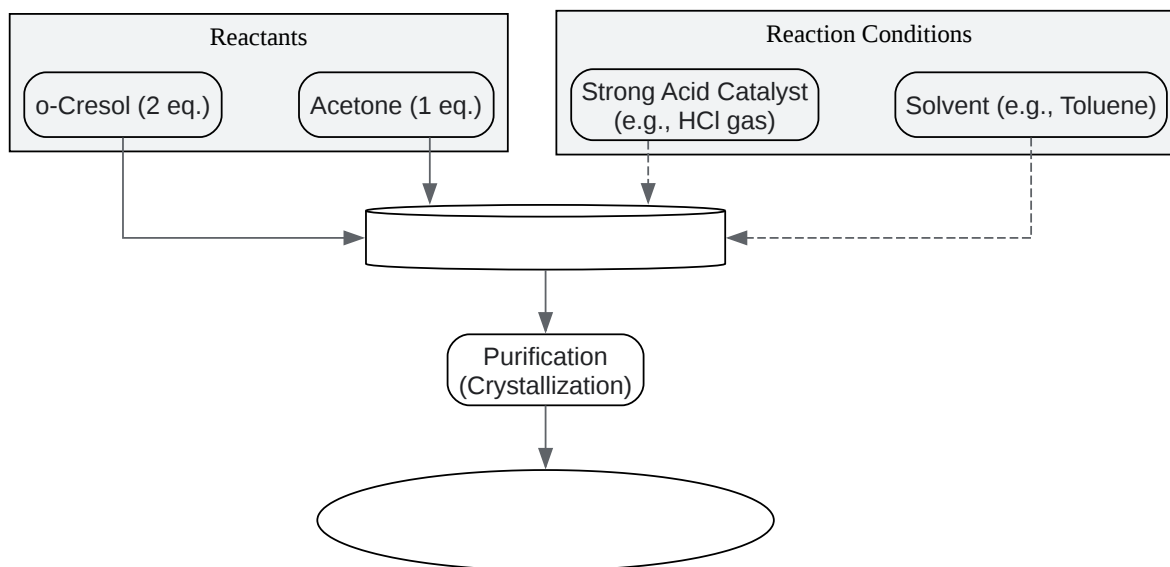 Reactants
Reaction Conditions
o-Cresol (2 eq.)
Acetone (1 eq.)
Strong Acid Catalyst
(e.g., HCl gas)
Solvent (e.g., Toluene)
Purification
(Crystallization)